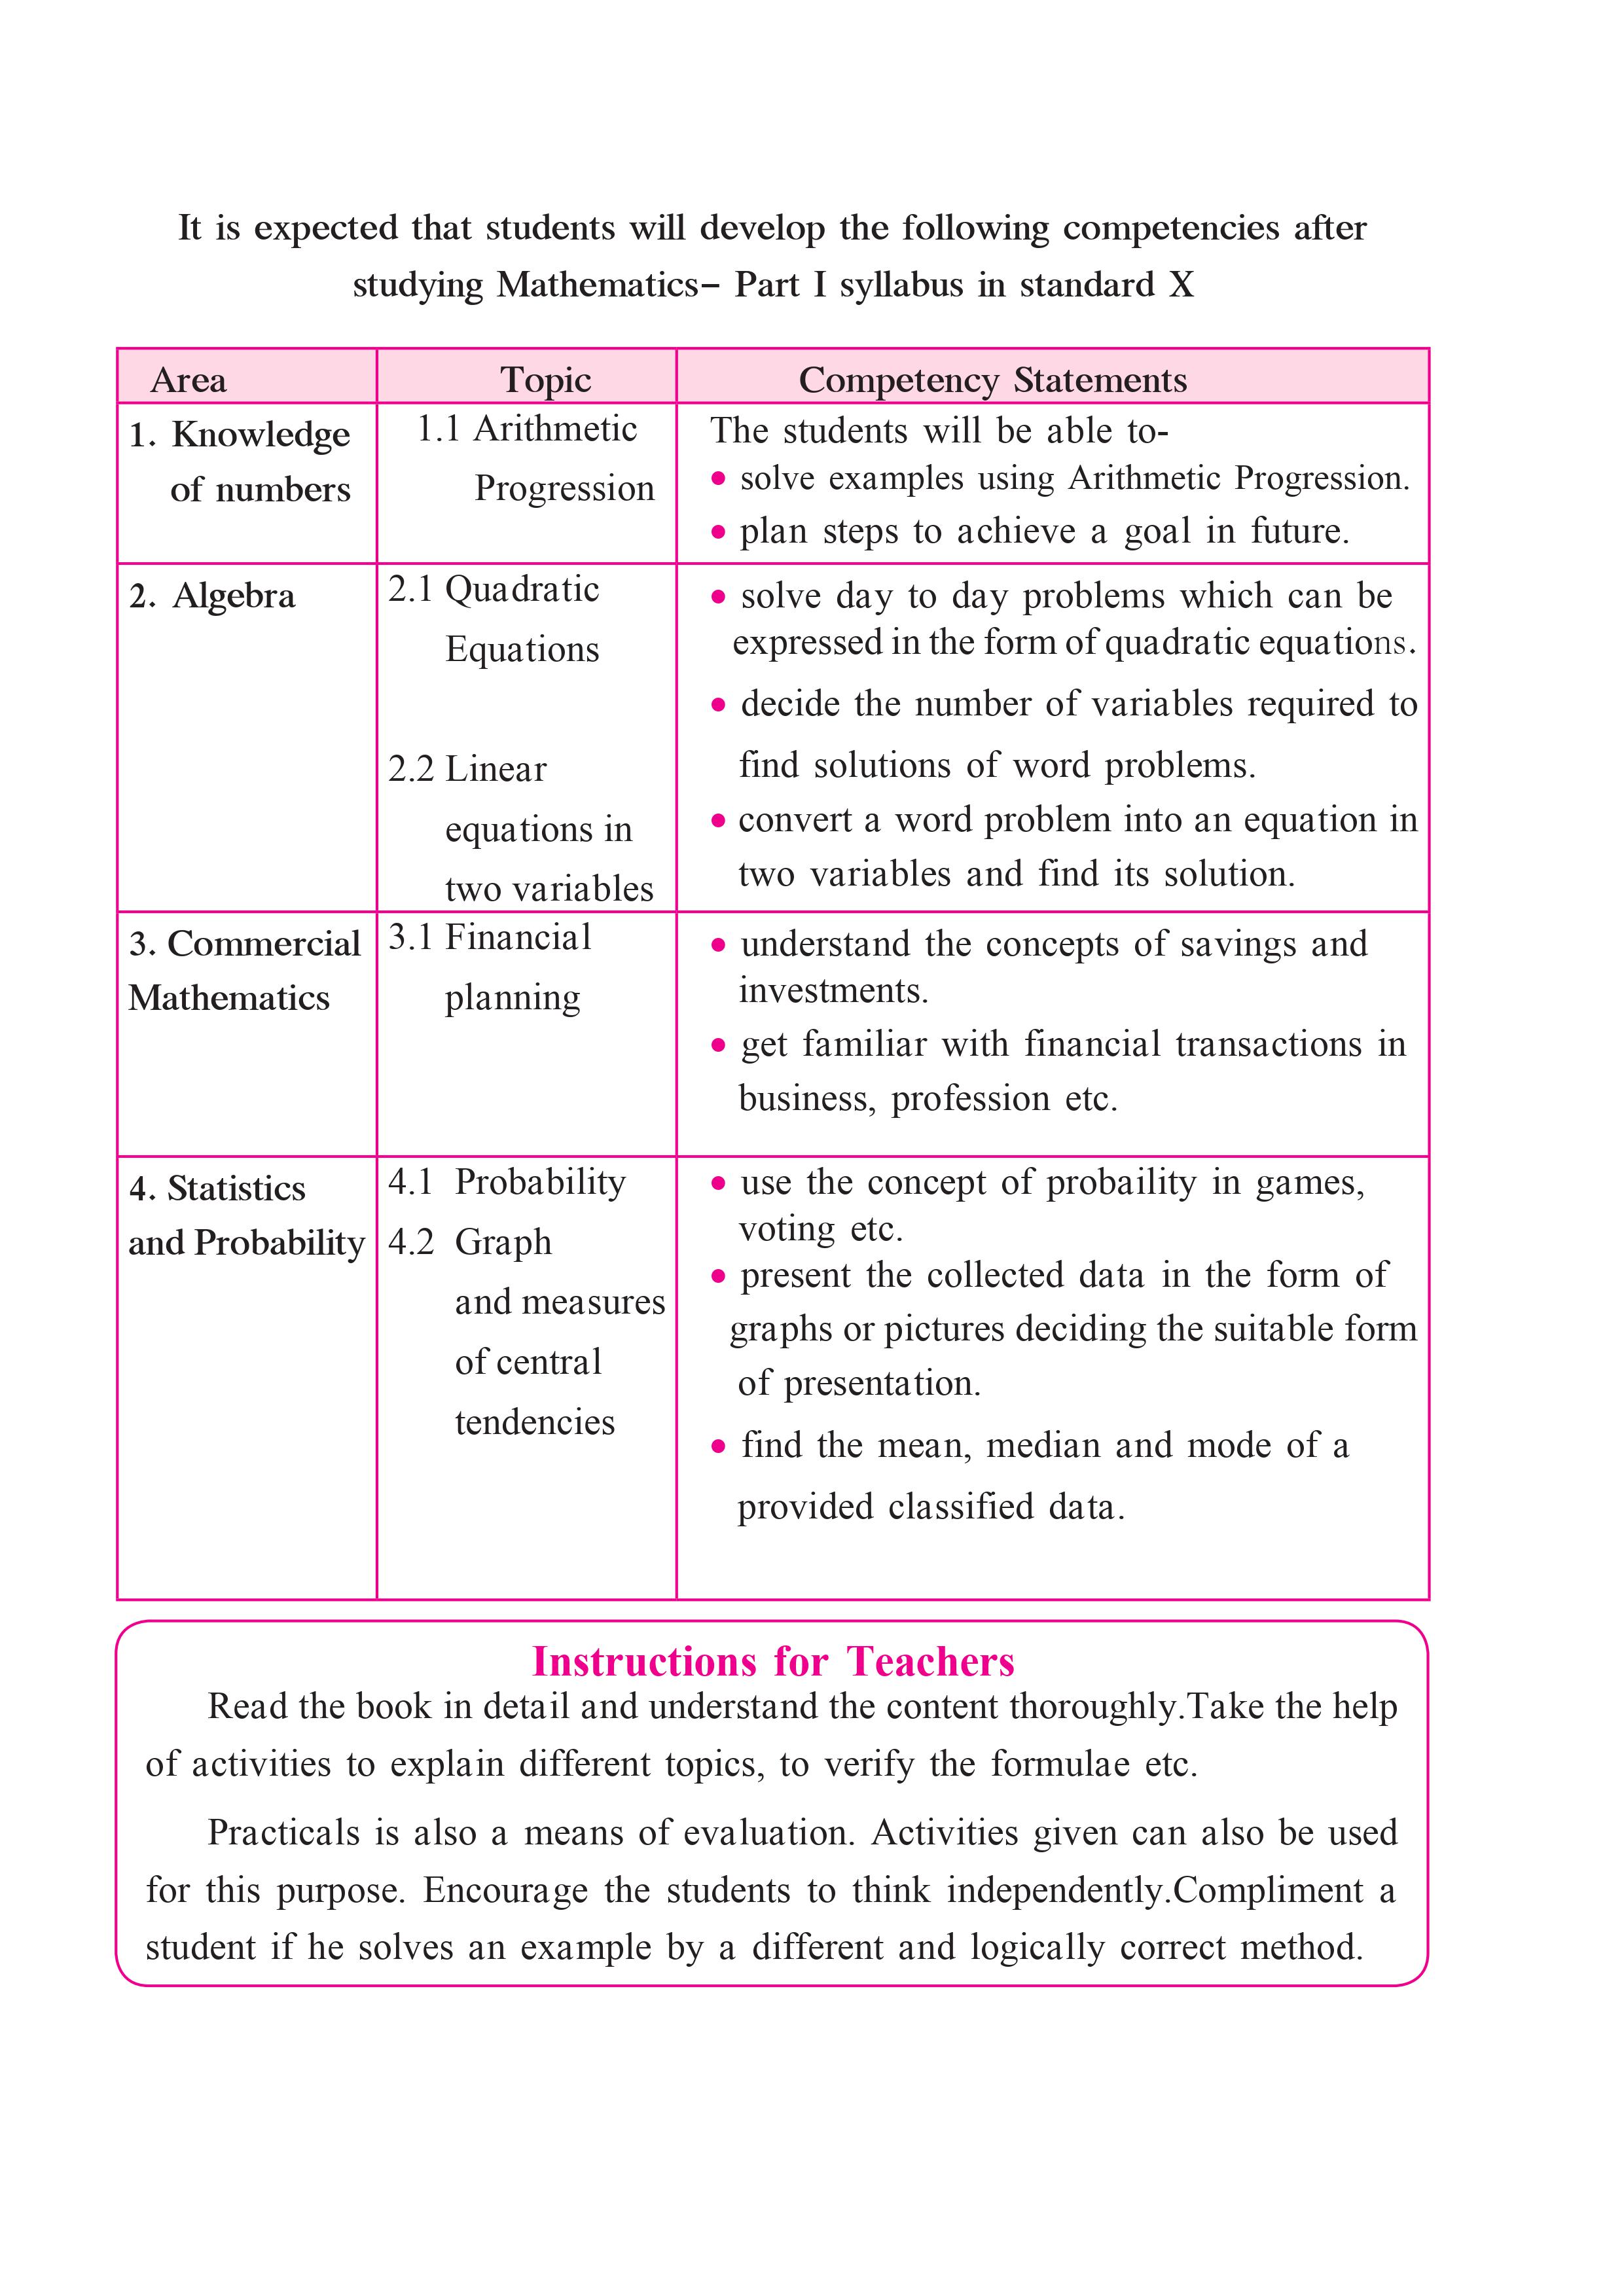 It is expected that students will develop the following competencies after
studying Mathematics– Part I syllabus in standard X
Area
Topic
Competency Statements
1. Knowledge
of numbers
1.1 Arithmetic
Progression
The students will be able to-
• solve examples using Arithmetic Progression.
• plan steps to achieve a goal in future.
2. Algebra
2.1 Quadratic
Equations
2.2 Linear
equations in
two variables
• solve day to day problems which can be
expressed in the form of quadratic equations.
• decide the number of variables required to
find solutions of word problems.
• convert a word problem into an equation in
two variables and find its solution.
3. Commercial
Mathematics
3.1 Financial
planning
• understand the concepts of savings and
investments.
• get familiar with financial transactions in
business, profession etc.
4. Statistics
and Probability
4.1 Probability
4.2 Graph
and measures
of central
tendencies
• use the concept of probaility in games,
voting etc.
• present the collected data in the form of
graphs or pictures deciding the suitable form
of presentation.
• find the mean, median and mode of a
provided classified data.
Instructions for Teachers
Read the book in detail and understand the content thoroughly.Take the help
of activities to explain different topics, to verify the formulae etc.
Practicals is also a means of evaluation. Activities given can also be used
for this purpose. Encourage the students to think independently.Compliment a
student if he solves an example by a different and logically correct method.